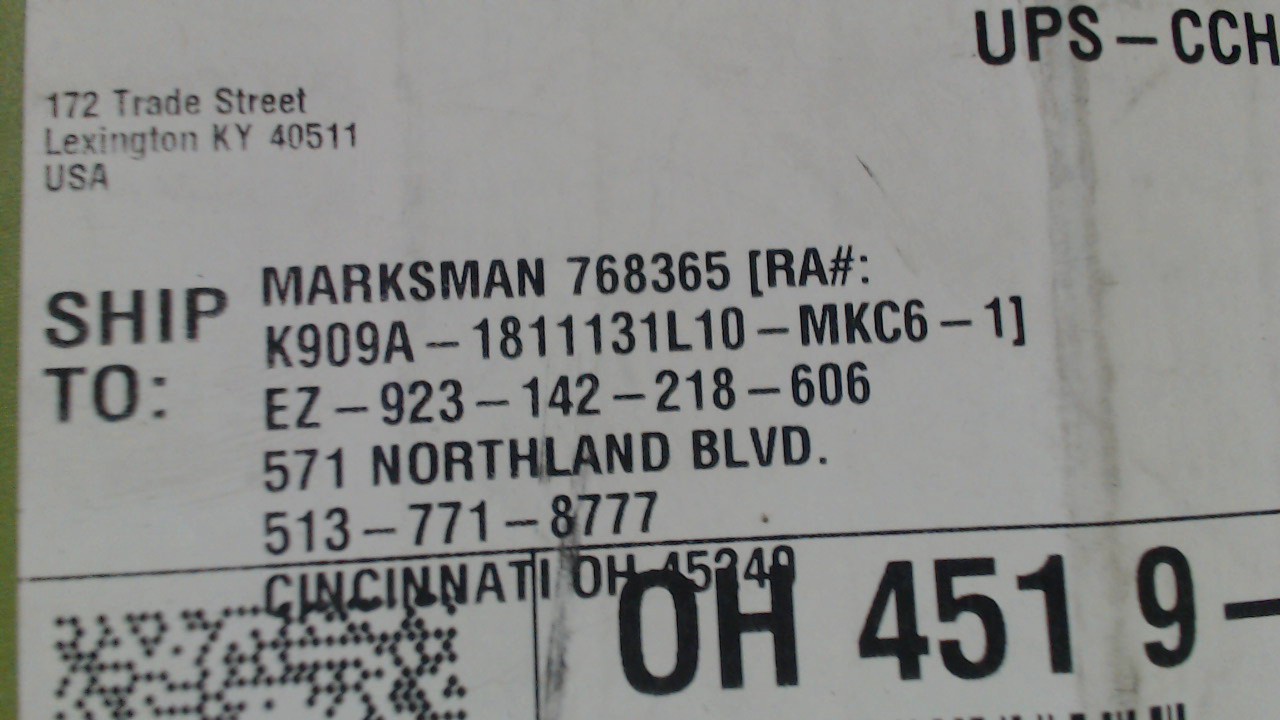 UPS-CCH
172 Trade Street
Lexington KY 40511
USA
SHIP TO:
MARKSMAN 768365 [RA#:
K909A-1811131L10-MKC6-1]
EZ-923-142-218-606
571 NORTHLAND BLVD.
513-771-8777
CINCINNATI OH 45240
OH 451 9-